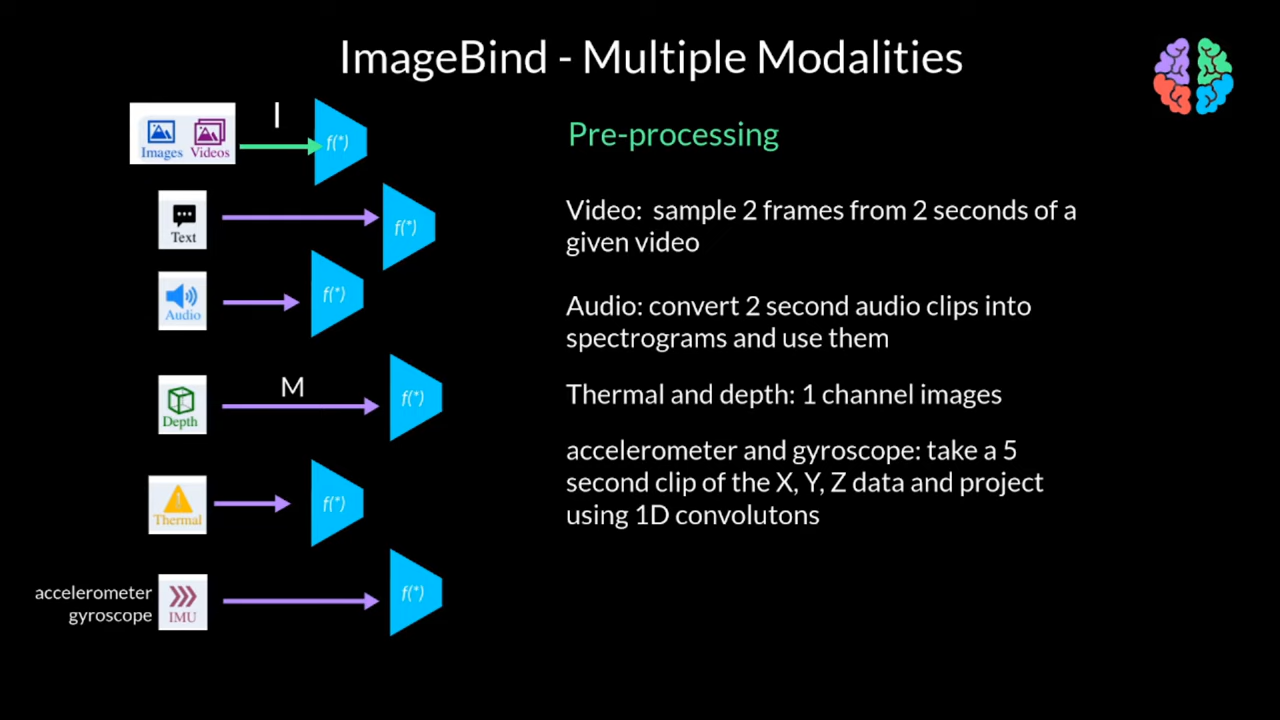 ImageBind - Multiple Modalities
I
f(*)
Images Videos
Pre-processing
Text
f(*)
Video: sample 2 frames from 2 seconds of a
given video
Audio
f(*)
Audio: convert 2 second audio clips into
spectrograms and use them
M
Depth
f(*)
Thermal and depth: 1 channel images
accelerometer and gyroscope: take a 5
second clip of the X, Y, Z data and project
using 1D convolutons
Thermal
f(*)
accelerometer
gyroscope
IMU
f(*)